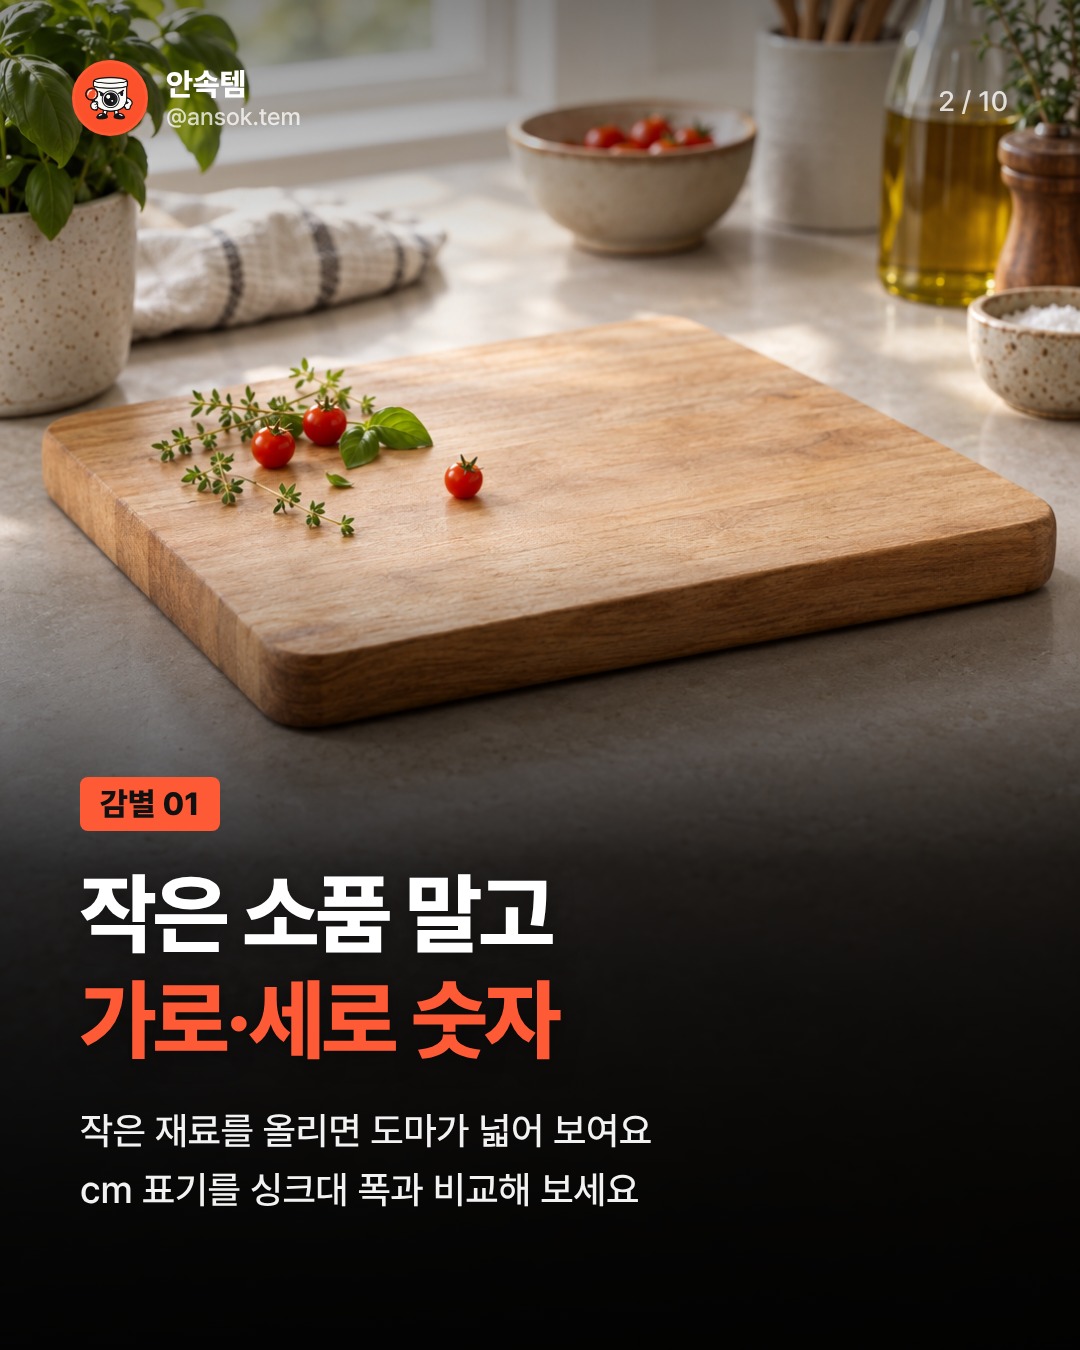 안속템
@ansok.tem
2 / 10
감별 01
작은 소품 말고
가로·세로 숫자
작은 재료를 올리면 도마가 넓어 보여요
cm 표기를 싱크대 폭과 비교해 보세요